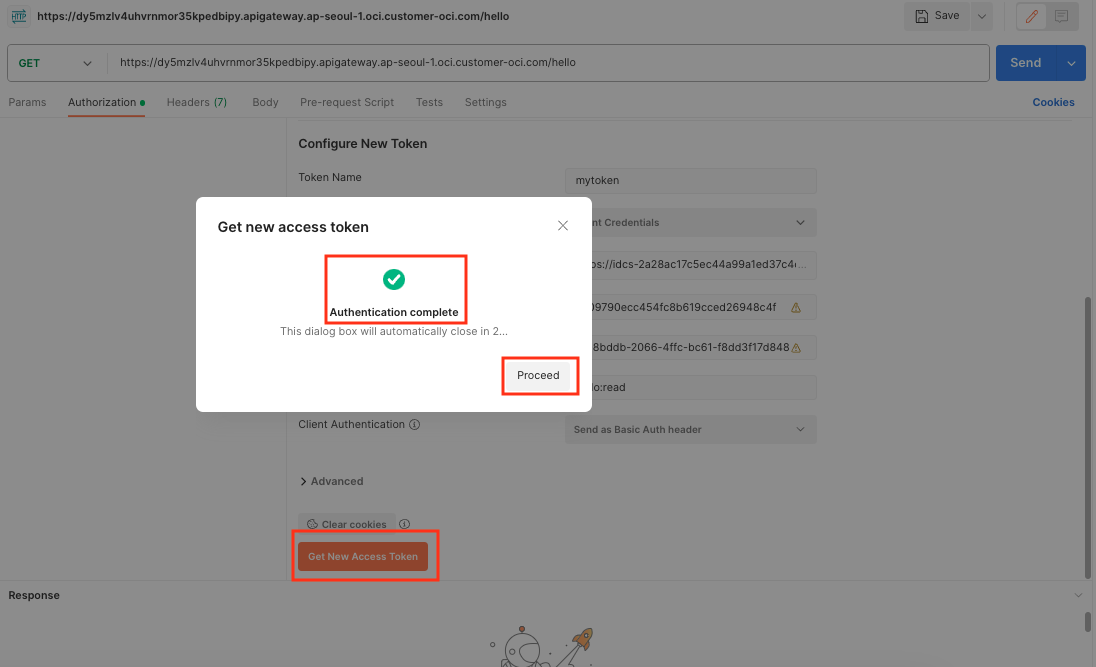 HTTP https://dy5mzlv4uhvrnmor35kpedbipy.apigateway.ap-seoul-1.oci.customer-oci.com/hello Save
GET https://dy5mzlv4uhvrnmor35kpedbipy.apigateway.ap-seoul-1.oci.customer-oci.com/hello Send
Params Authorization Headers (7) Body Pre-request Script Tests Settings Cookies
Configure New Token
Token Name mytoken
Get new access token
nt Credentials
ps://idcs-2a28ac17c5ec44a99a1ed37c4...
Authentication complete
09790ecc454fc8b619cced26948c4f
This dialog box will automatically close in 2...
8bddb-2066-4ffc-bc61-f8dd3f17d848
Proceed
lo:read
Client Authentication Send as Basic Auth header
Advanced
Clear cookies
Get New Access Token
Response